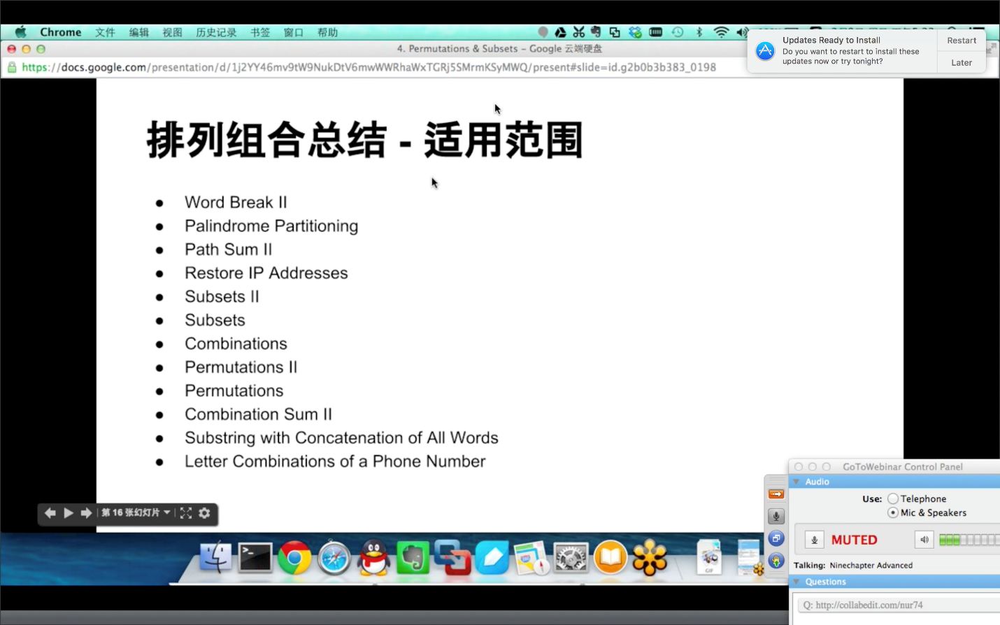 Chrome 文件 编辑 视图 历史记录 书签 窗口 帮助
4. Permutations & Subsets – Google 云端硬盘
https://docs.google.com/presentation/d/1j2YY46mv9tW9NukDtV6mwWWRhaWxTGRj5SMrmKSyMWQ/present#slide=id.g2b0b3b383_0198
Updates Ready to Install
Do you want to restart to install these
updates now or try tonight?
Restart
Later
排列组合总结 - 适用范围
● Word Break II
● Palindrome Partitioning
● Path Sum II
● Restore IP Addresses
● Subsets II
● Subsets
● Combinations
● Permutations II
● Permutations
● Combination Sum II
● Substring with Concatenation of All Words
● Letter Combinations of a Phone Number
第 16 张幻灯片
GIF
GoToWebinar Control Panel
Audio
Use: Telephone
Mic & Speakers
MUTED
Talking: Ninechapter Advanced
Questions
Q: http://collabedit.com/nur74